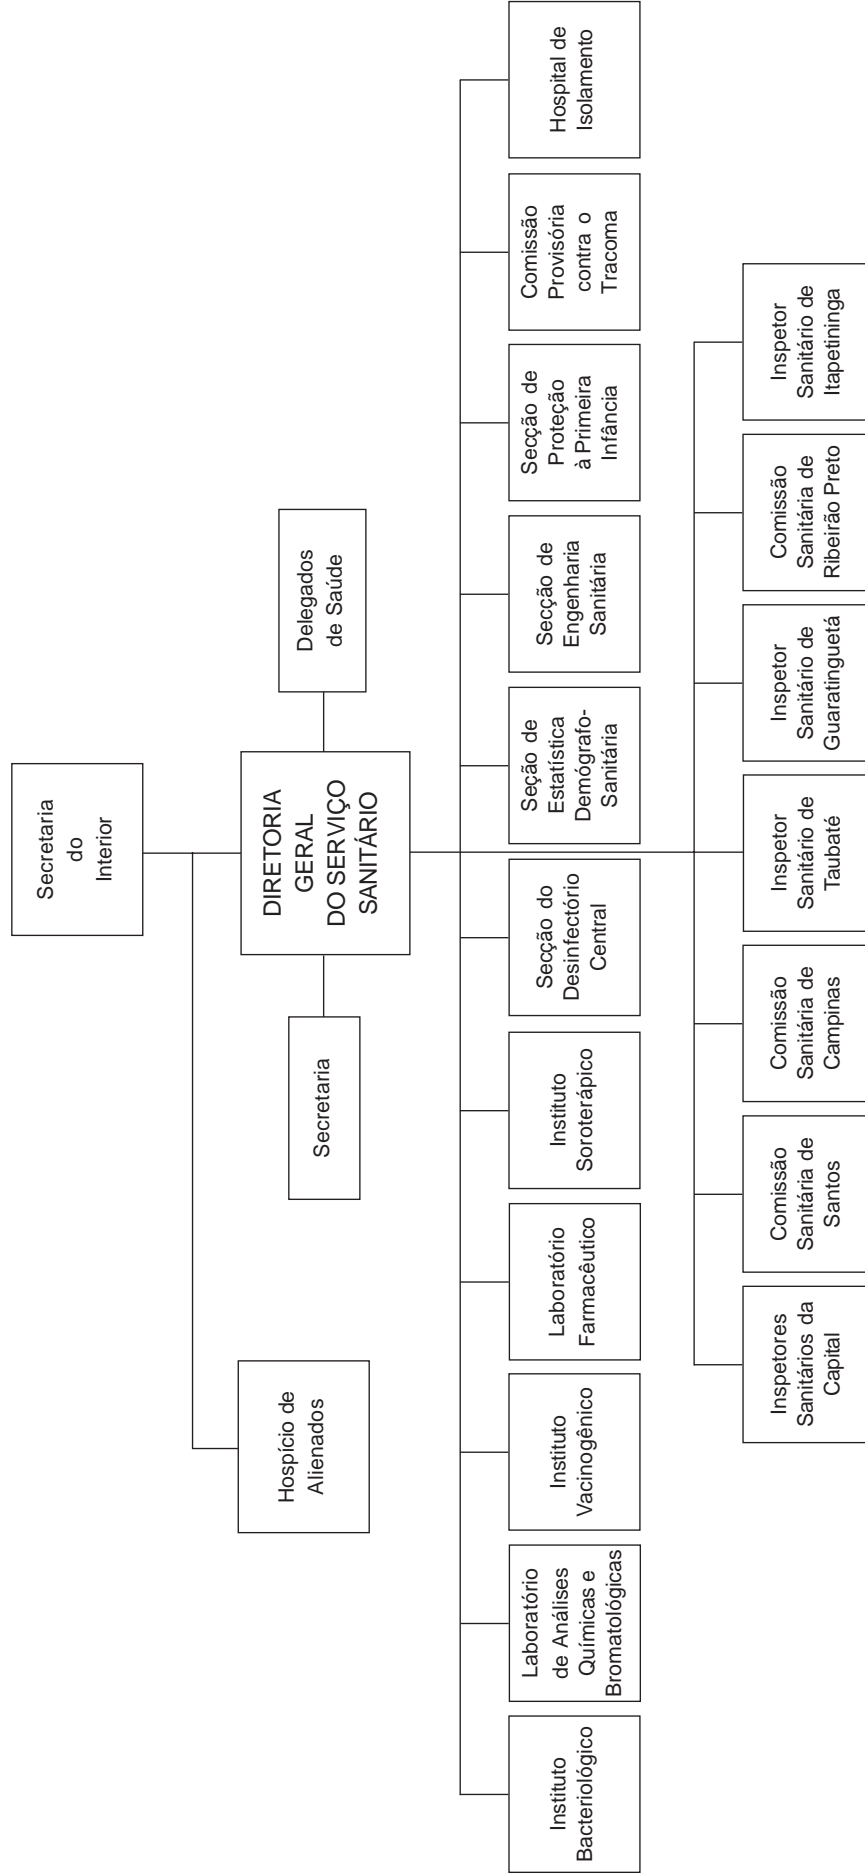 Secretaria
do
Interior
Hospício de
Alienados
Secretaria
DIRETORIA
GERAL
DO SERVIÇO
SANITÁRIO
Delegados
de Saúde
Instituto
Bacteriológico
Laboratório
de Análises
Químicas e
Bromatológicas
Instituto
Vacinogênico
Laboratório
Farmacêutico
Instituto
Soroterápico
Secção do
Desinfectório
Central
Seção de
Estatística
Demógrafo-
Sanitária
Secção de
Engenharia
Sanitária
Secção de
Proteção
à Primeira
Infância
Comissão
Provisória
contra o
Tracoma
Hospital de
Isolamento
Inspetores
Sanitários da
Capital
Comissão
Sanitária de
Santos
Comissão
Sanitária de
Campinas
Inspetor
Sanitário de
Taubaté
Inspetor
Sanitário de
Guaratinguetá
Comissão
Sanitária de
Ribeirão Preto
Inspetor
Sanitário de
Itapetininga